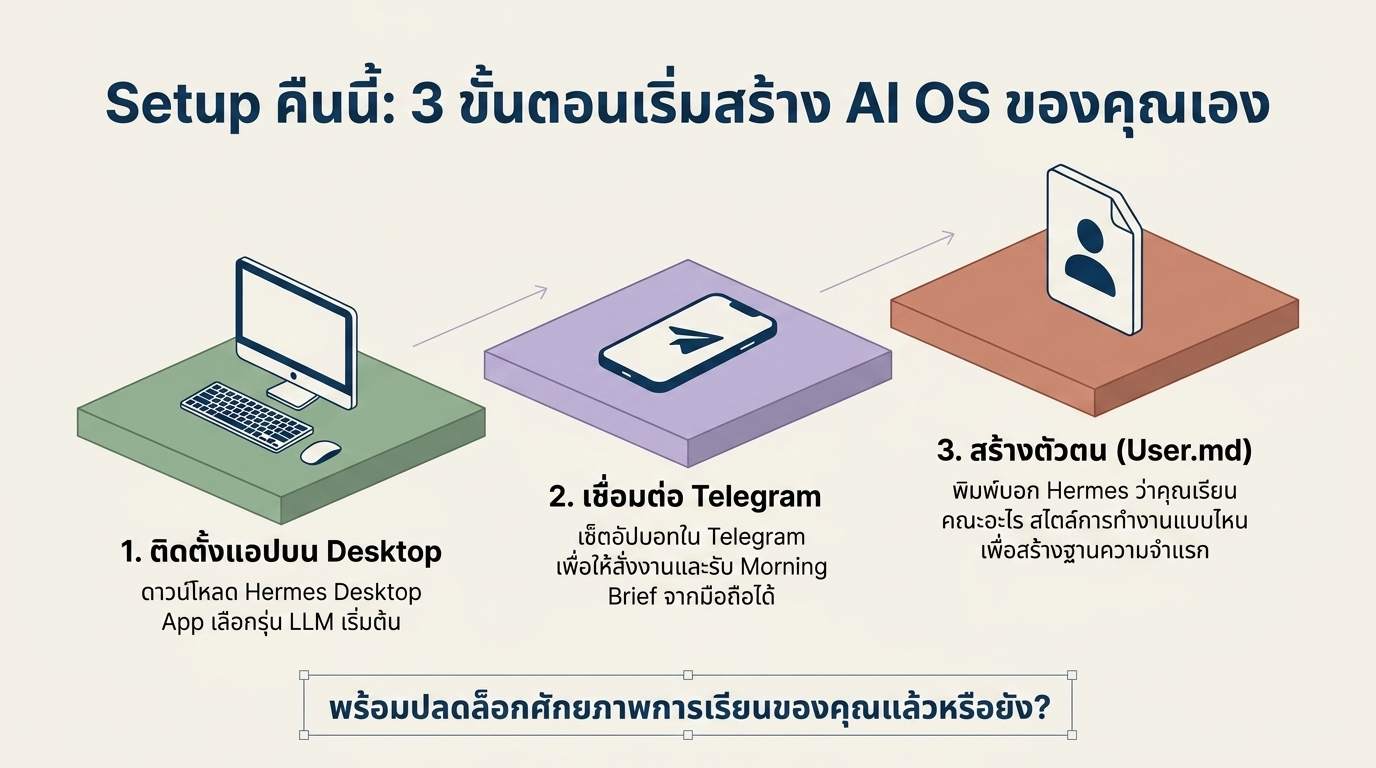 Setup คืนนี้: 3 ขั้นตอนเริ่มสร้าง AI OS ของคุณเอง
1. ติดตั้งแอปบน Desktop
ดาวน์โหลด Hermes Desktop
App เลือกรุ่น LLM เริ่มต้น
2. เชื่อมต่อ Telegram
เซ็ตอัปบอทใน Telegram
เพื่อให้สั่งงานและรับ Morning
Brief จากมือถือได้
3. สร้างตัวตน (User.md)
พิมพ์บอก Hermes ว่าคุณเรียน
คณะอะไร สไตล์การทำงานแบบไหน
เพื่อสร้างฐานความจำแรก
พร้อมปลดล็อกศักยภาพการเรียนของคุณแล้วหรือยัง?